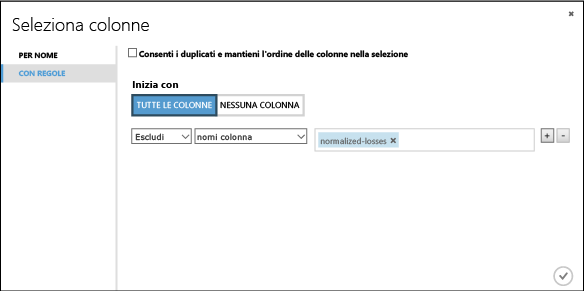 Seleziona colonne
PER NOME
CON REGOLE
Consenti i duplicati e mantieni l'ordine delle colonne nella selezione
Inizia con
TUTTE LE COLONNE NESSUNA COLONNA
Escludi nomi colonna normalized-losses × + -